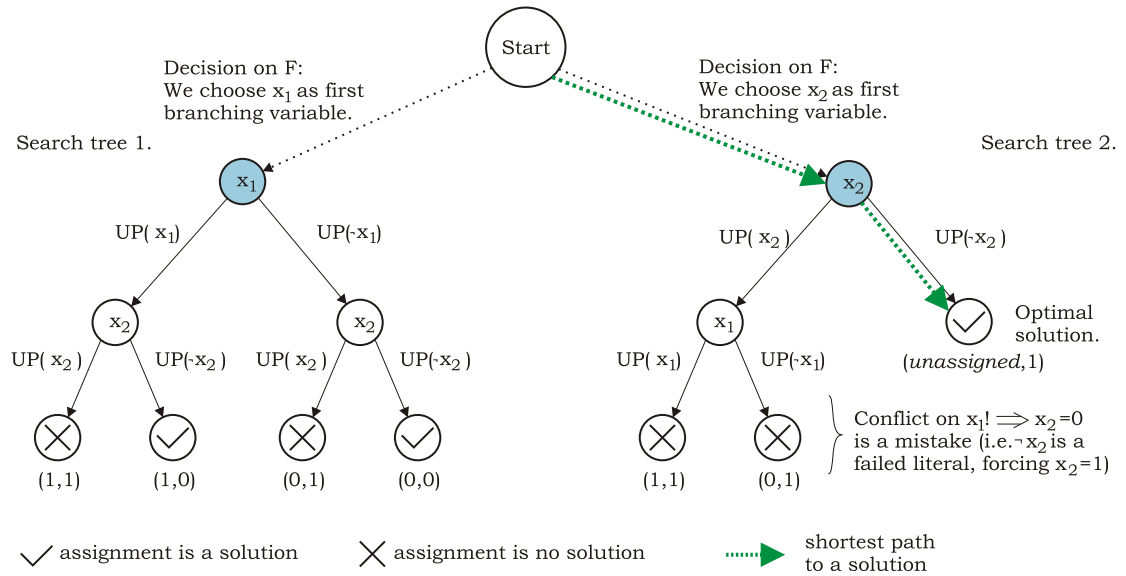 Start
Decision on F:
We choose x₁ as first
branching variable.
Decision on F:
We choose x₂ as first
branching variable.
Search tree 1.
Search tree 2.
x₁
x₂
UP( x₁)
UP(¬x₁)
UP( x₂ )
UP(¬x₂ )
x₂
x₂
x₁
Optimal
solution.
UP( x₂ )
UP(¬x₂ )
UP( x₂ )
UP(¬x₂ )
UP( x₁)
UP(¬x₁)
(unassigned,1)
Conflict on x₁! ⟹ x₂=0
is a mistake (i.e.¬ x₂ is a
failed literal, forcing x₂=1)
(1,1)
(1,0)
(0,1)
(0,0)
(1,1)
(0,1)
assignment is a solution
assignment is no solution
shortest path
to a solution